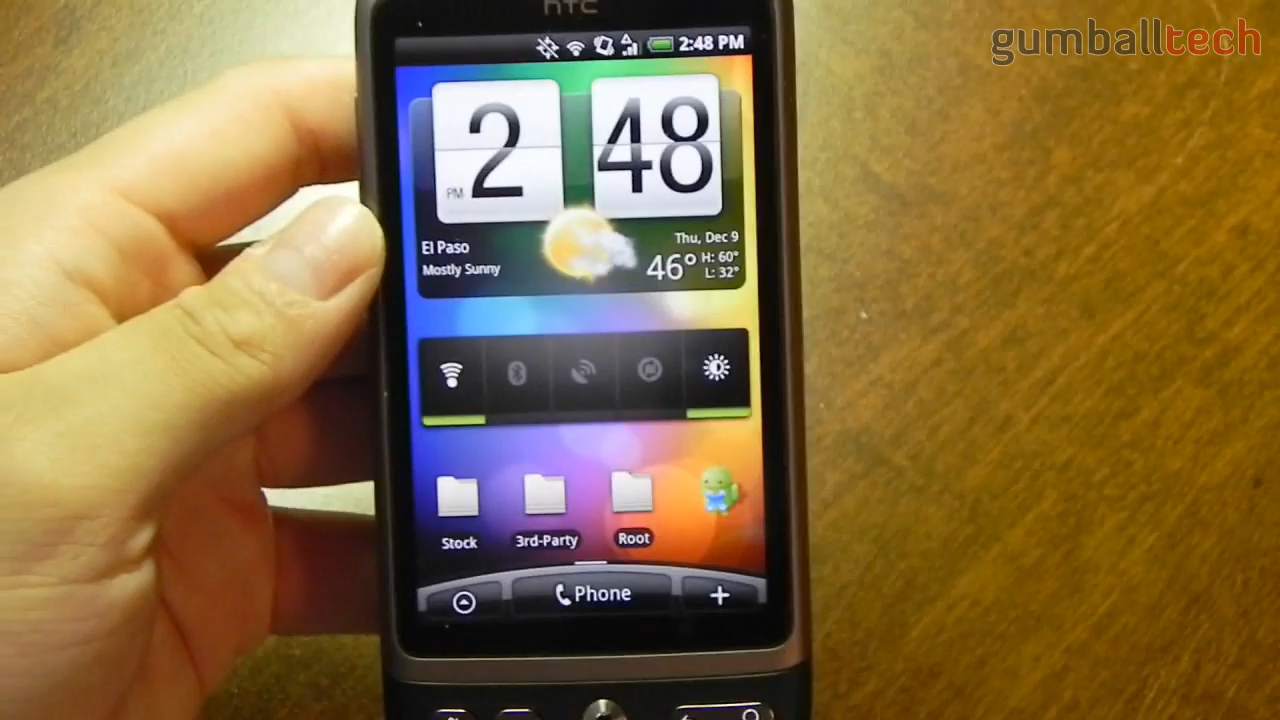 hTC
gumballtech
2:48 PM
2 48
PM
El Paso
Mostly Sunny
Thu, Dec 9
46° H: 60°
L: 32°
Stock 3rd-Party Root
Phone